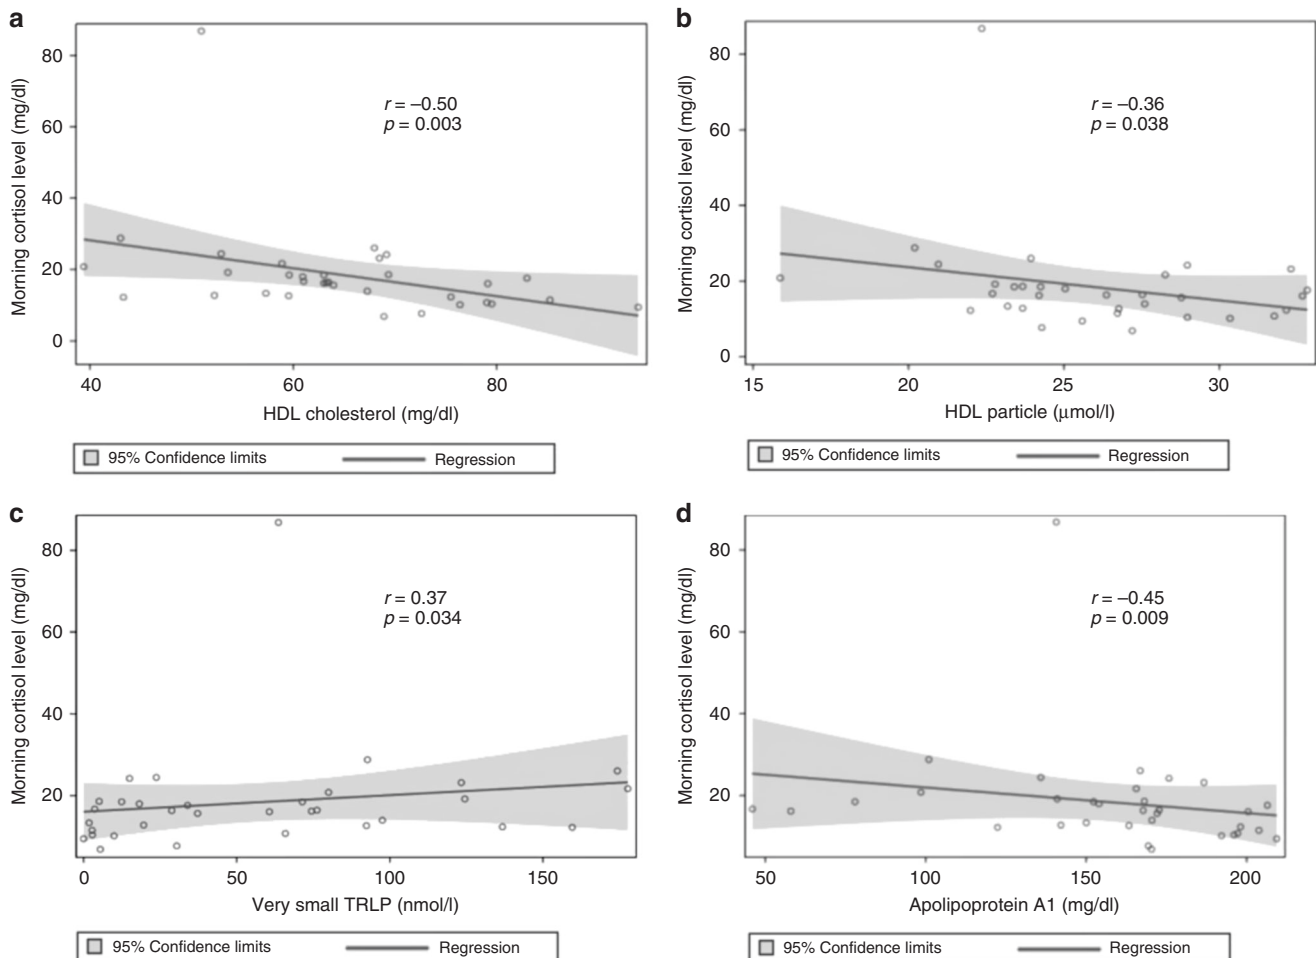 a
Morning cortisol level (mg/dl)
80
60
40
20
0
r = –0.50
p = 0.003
40
60
80
HDL cholesterol (mg/dl)
95% Confidence limits
Regression
b
Morning cortisol level (mg/dl)
80
60
40
20
0
r = –0.36
p = 0.038
15
20
25
30
HDL particle (μmol/l)
95% Confidence limits
Regression
c
Morning cortisol level (mg/dl)
80
60
40
20
r = 0.37
p = 0.034
0
50
100
150
Very small TRLP (nmol/l)
95% Confidence limits
Regression
d
Morning cortisol level (mg/dl)
80
60
40
20
r = –0.45
p = 0.009
50
100
150
200
Apolipoprotein A1 (mg/dl)
95% Confidence limits
Regression